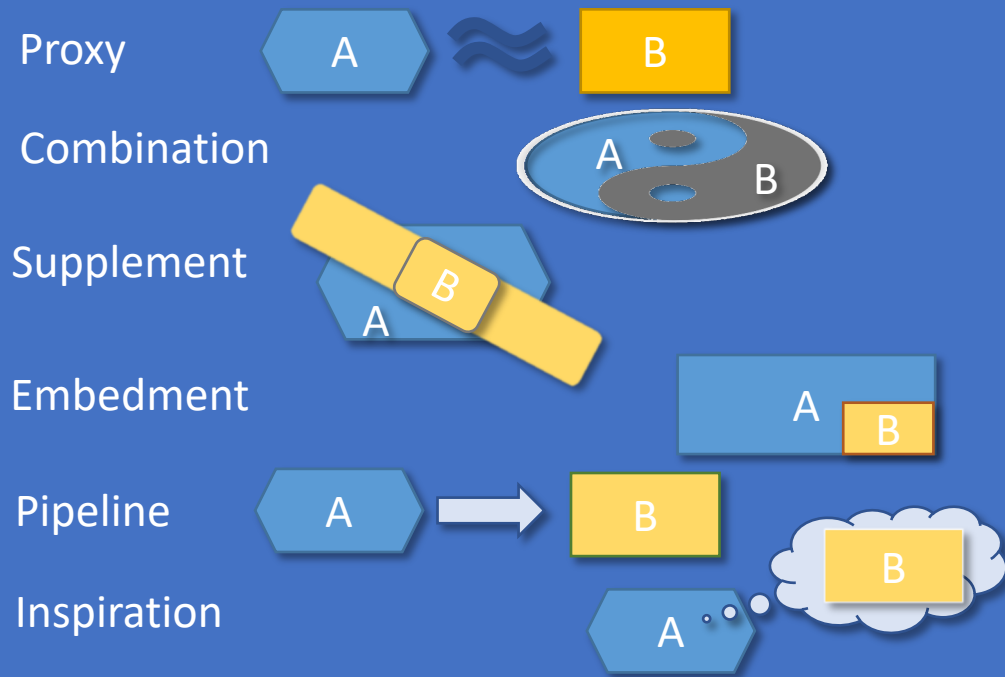 Proxy A B
Combination A B
Supplement A B
Embedment A B
Pipeline A B
Inspiration A B